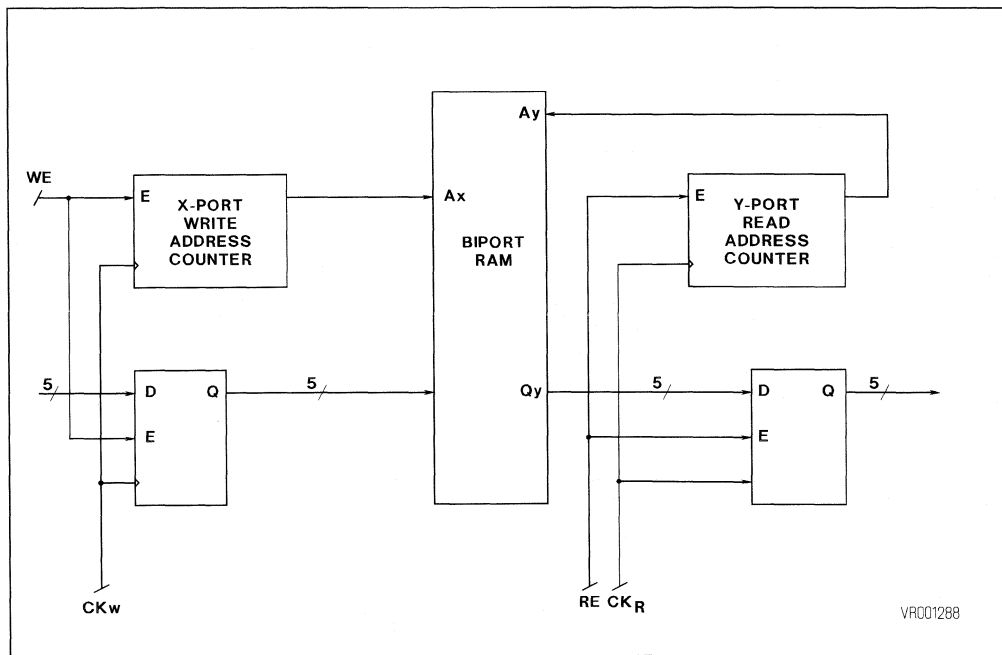 Ay
WE
E
X-PORT
WRITE
ADDRESS
COUNTER
Ax
BIPORT
RAM
E
Y-PORT
READ
ADDRESS
COUNTER
5
D
Q
E
5
Qy
5
D
Q
E
5
CKw
RE
CKR
VR001288